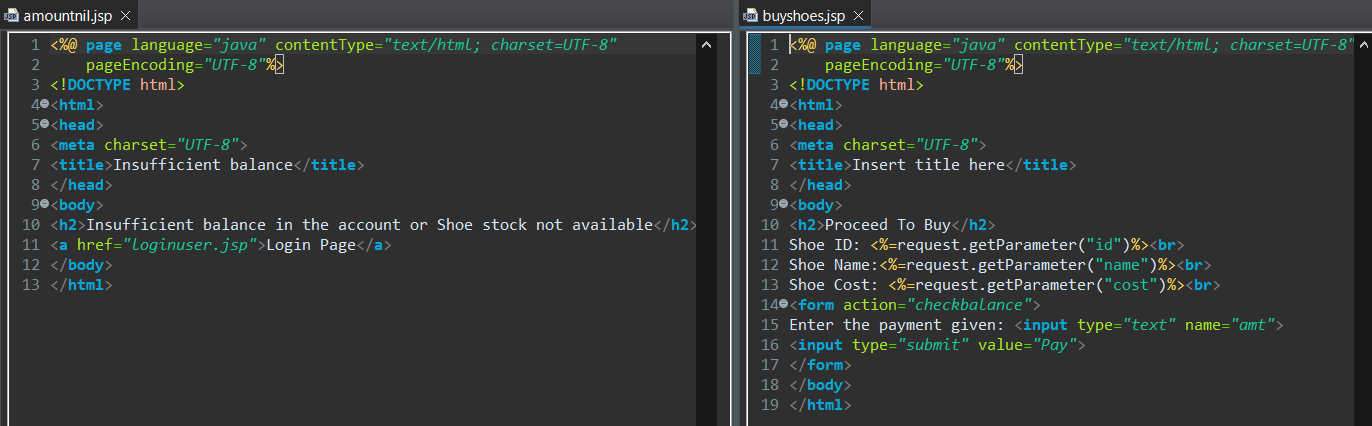 amountnil.jsp
1 <%@ page language="java" contentType="text/html; charset=UTF-8"
2 pageEncoding="UTF-8"%>
3 <!DOCTYPE html>
4 <html>
5 <head>
6 <meta charset="UTF-8">
7 <title>Insufficient balance</title>
8 </head>
9 <body>
10 <h2>Insufficient balance in the account or Shoe stock not available</h2>
11 <a href="loginuser.jsp">Login Page</a>
12 </body>
13 </html>
buyshoes.jsp
1 <%@ page language="java" contentType="text/html; charset=UTF-8"
2 pageEncoding="UTF-8"%>
3 <!DOCTYPE html>
4 <html>
5 <head>
6 <meta charset="UTF-8">
7 <title>Insert title here</title>
8 </head>
9 <body>
10 <h2>Proceed To Buy</h2>
11 Shoe ID: <%=request.getParameter("id")%><br>
12 Shoe Name:<%=request.getParameter("name")%><br>
13 Shoe Cost: <%=request.getParameter("cost")%><br>
14 <form action="checkbalance">
15 Enter the payment given: <input type="text" name="amt">
16 <input type="submit" value="Pay">
17 </form>
18 </body>
19 </html>